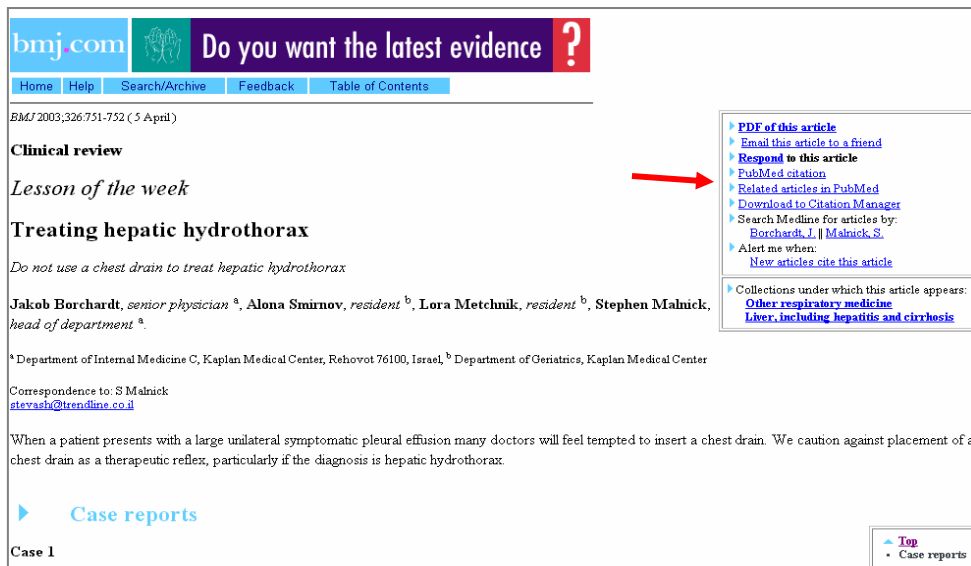 bmj.com Do you want the latest evidence ?
Home Help Search/Archive Feedback Table of Contents
BMJ 2003;326:751-752 ( 5 April )
Clinical review
Lesson of the week
Treating hepatic hydrothorax
Do not use a chest drain to treat hepatic hydrothorax
Jakob Borchardt, senior physician a, Alona Smirnov, resident b, Lora Metchnik, resident b, Stephen Malnick,
head of department a.
a Department of Internal Medicine C, Kaplan Medical Center, Rehovot 76100, Israel, b Department of Geriatrics, Kaplan Medical Center
Correspondence to: S Malnick
stevash@trendline.co.il
When a patient presents with a large unilateral symptomatic pleural effusion many doctors will feel tempted to insert a chest drain. We caution against placement of a
chest drain as a therapeutic reflex, particularly if the diagnosis is hepatic hydrothorax.
Case reports
Case 1
PDF of this article
Email this article to a friend
Respond to this article
PubMed citation
Related articles in PubMed
Download to Citation Manager
Search Medline for articles by:
Borchardt, J. || Malnick, S.
Alert me when:
New articles cite this article
Collections under which this article appears:
Other respiratory medicine
Liver, including hepatitis and cirrhosis
Top
• Case reports